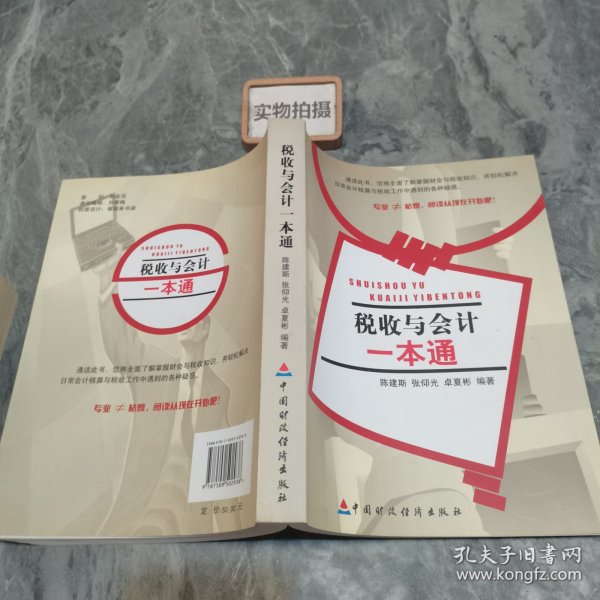 实物拍摄
税收与会计一本通
陈建斯 张仰光 卓夏彬 编著
中国财政经济出版社
通读此书，您将全面了解掌握财会与税收知识，并轻松解决
日常会计核算与税收工作中遇到的各种疑惑。
专业≠枯燥，阅读从现在开始吧！
SHUISHOU YU
KUAIJI YIBENTONG
税收与会计
一本通
陈建斯 张仰光 卓夏彬 编著
中国财政经济出版社
SHUISHOU YU
KUAIJI YIBENTONG
税收与会计
一本通
通读此书，您将全面了解掌握财会与税收知识，并轻松解决
日常会计核算与税收工作中遇到的各种疑惑。
专业≠枯燥，阅读从现在开始吧！
定价：50.00元
孔夫子旧书网
www.kongfz.com